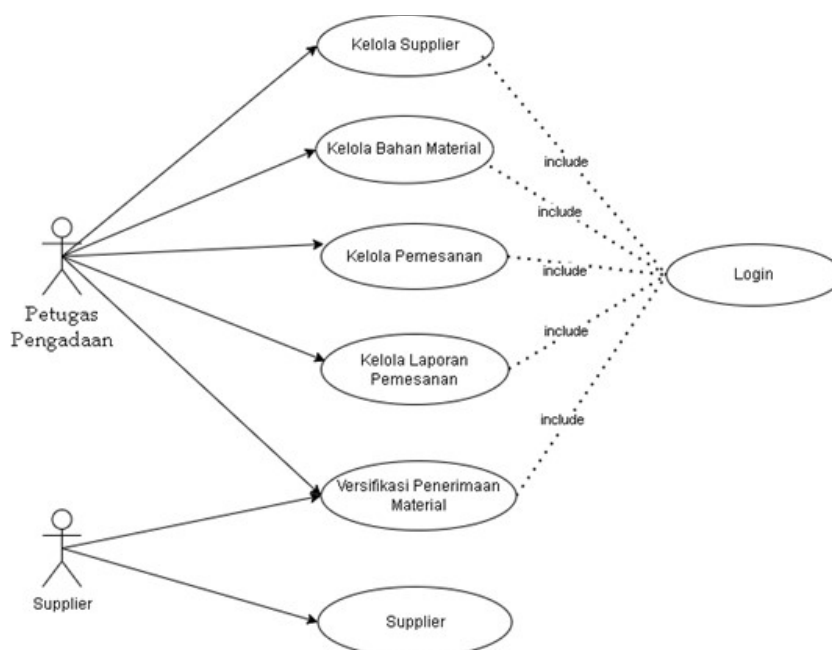 Kelola Supplier
Kelola Bahan Material
include
include
Kelola Pemesanan
include
Login
Petugas
Pengadaan
include
Kelola Laporan
Pemesanan
include
Versifikasi Penerimaan
Material
Supplier
Supplier